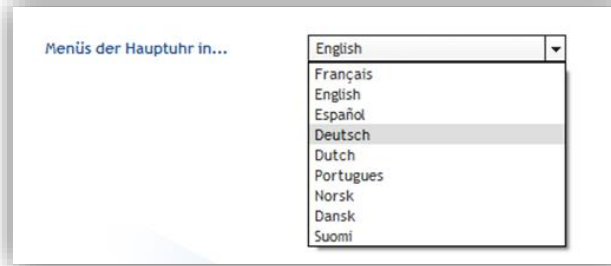 Menüs der Hauptuhr in... English
Français
English
Español
Deutsch
Dutch
Portugues
Norsk
Dansk
Suomi